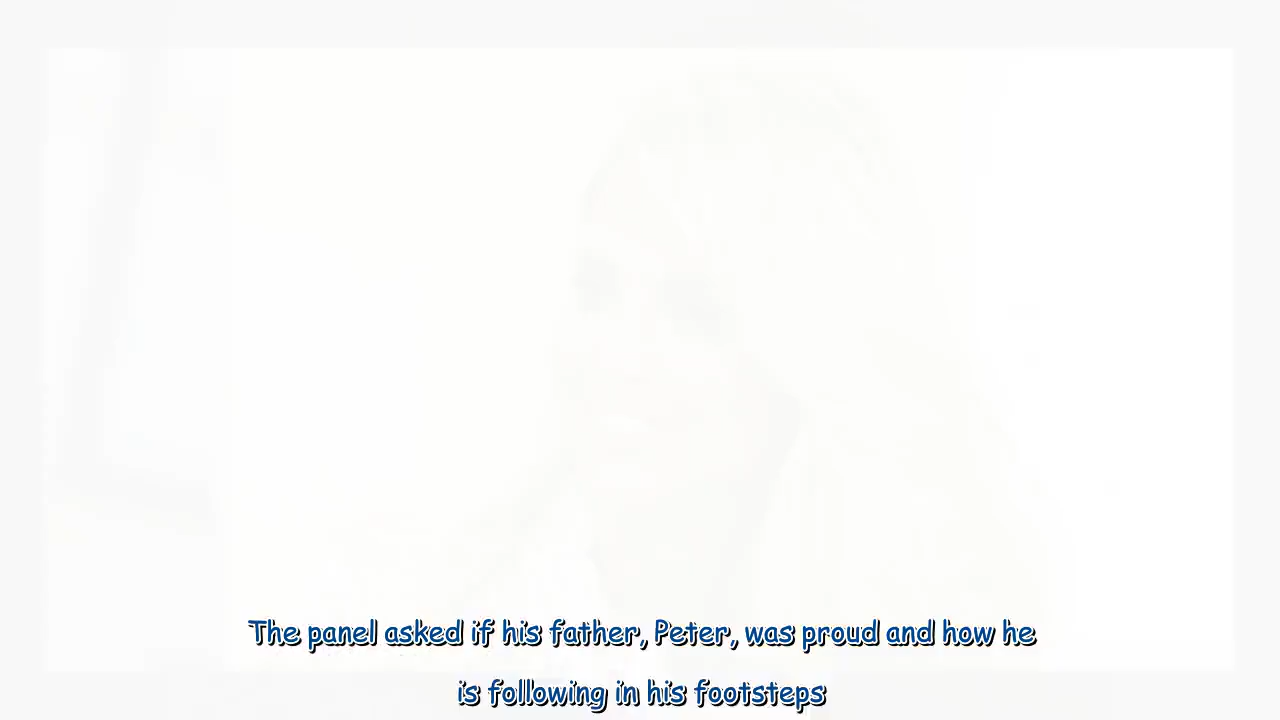 The panel asked if his father, Peter, was proud and how he
is following in his footsteps